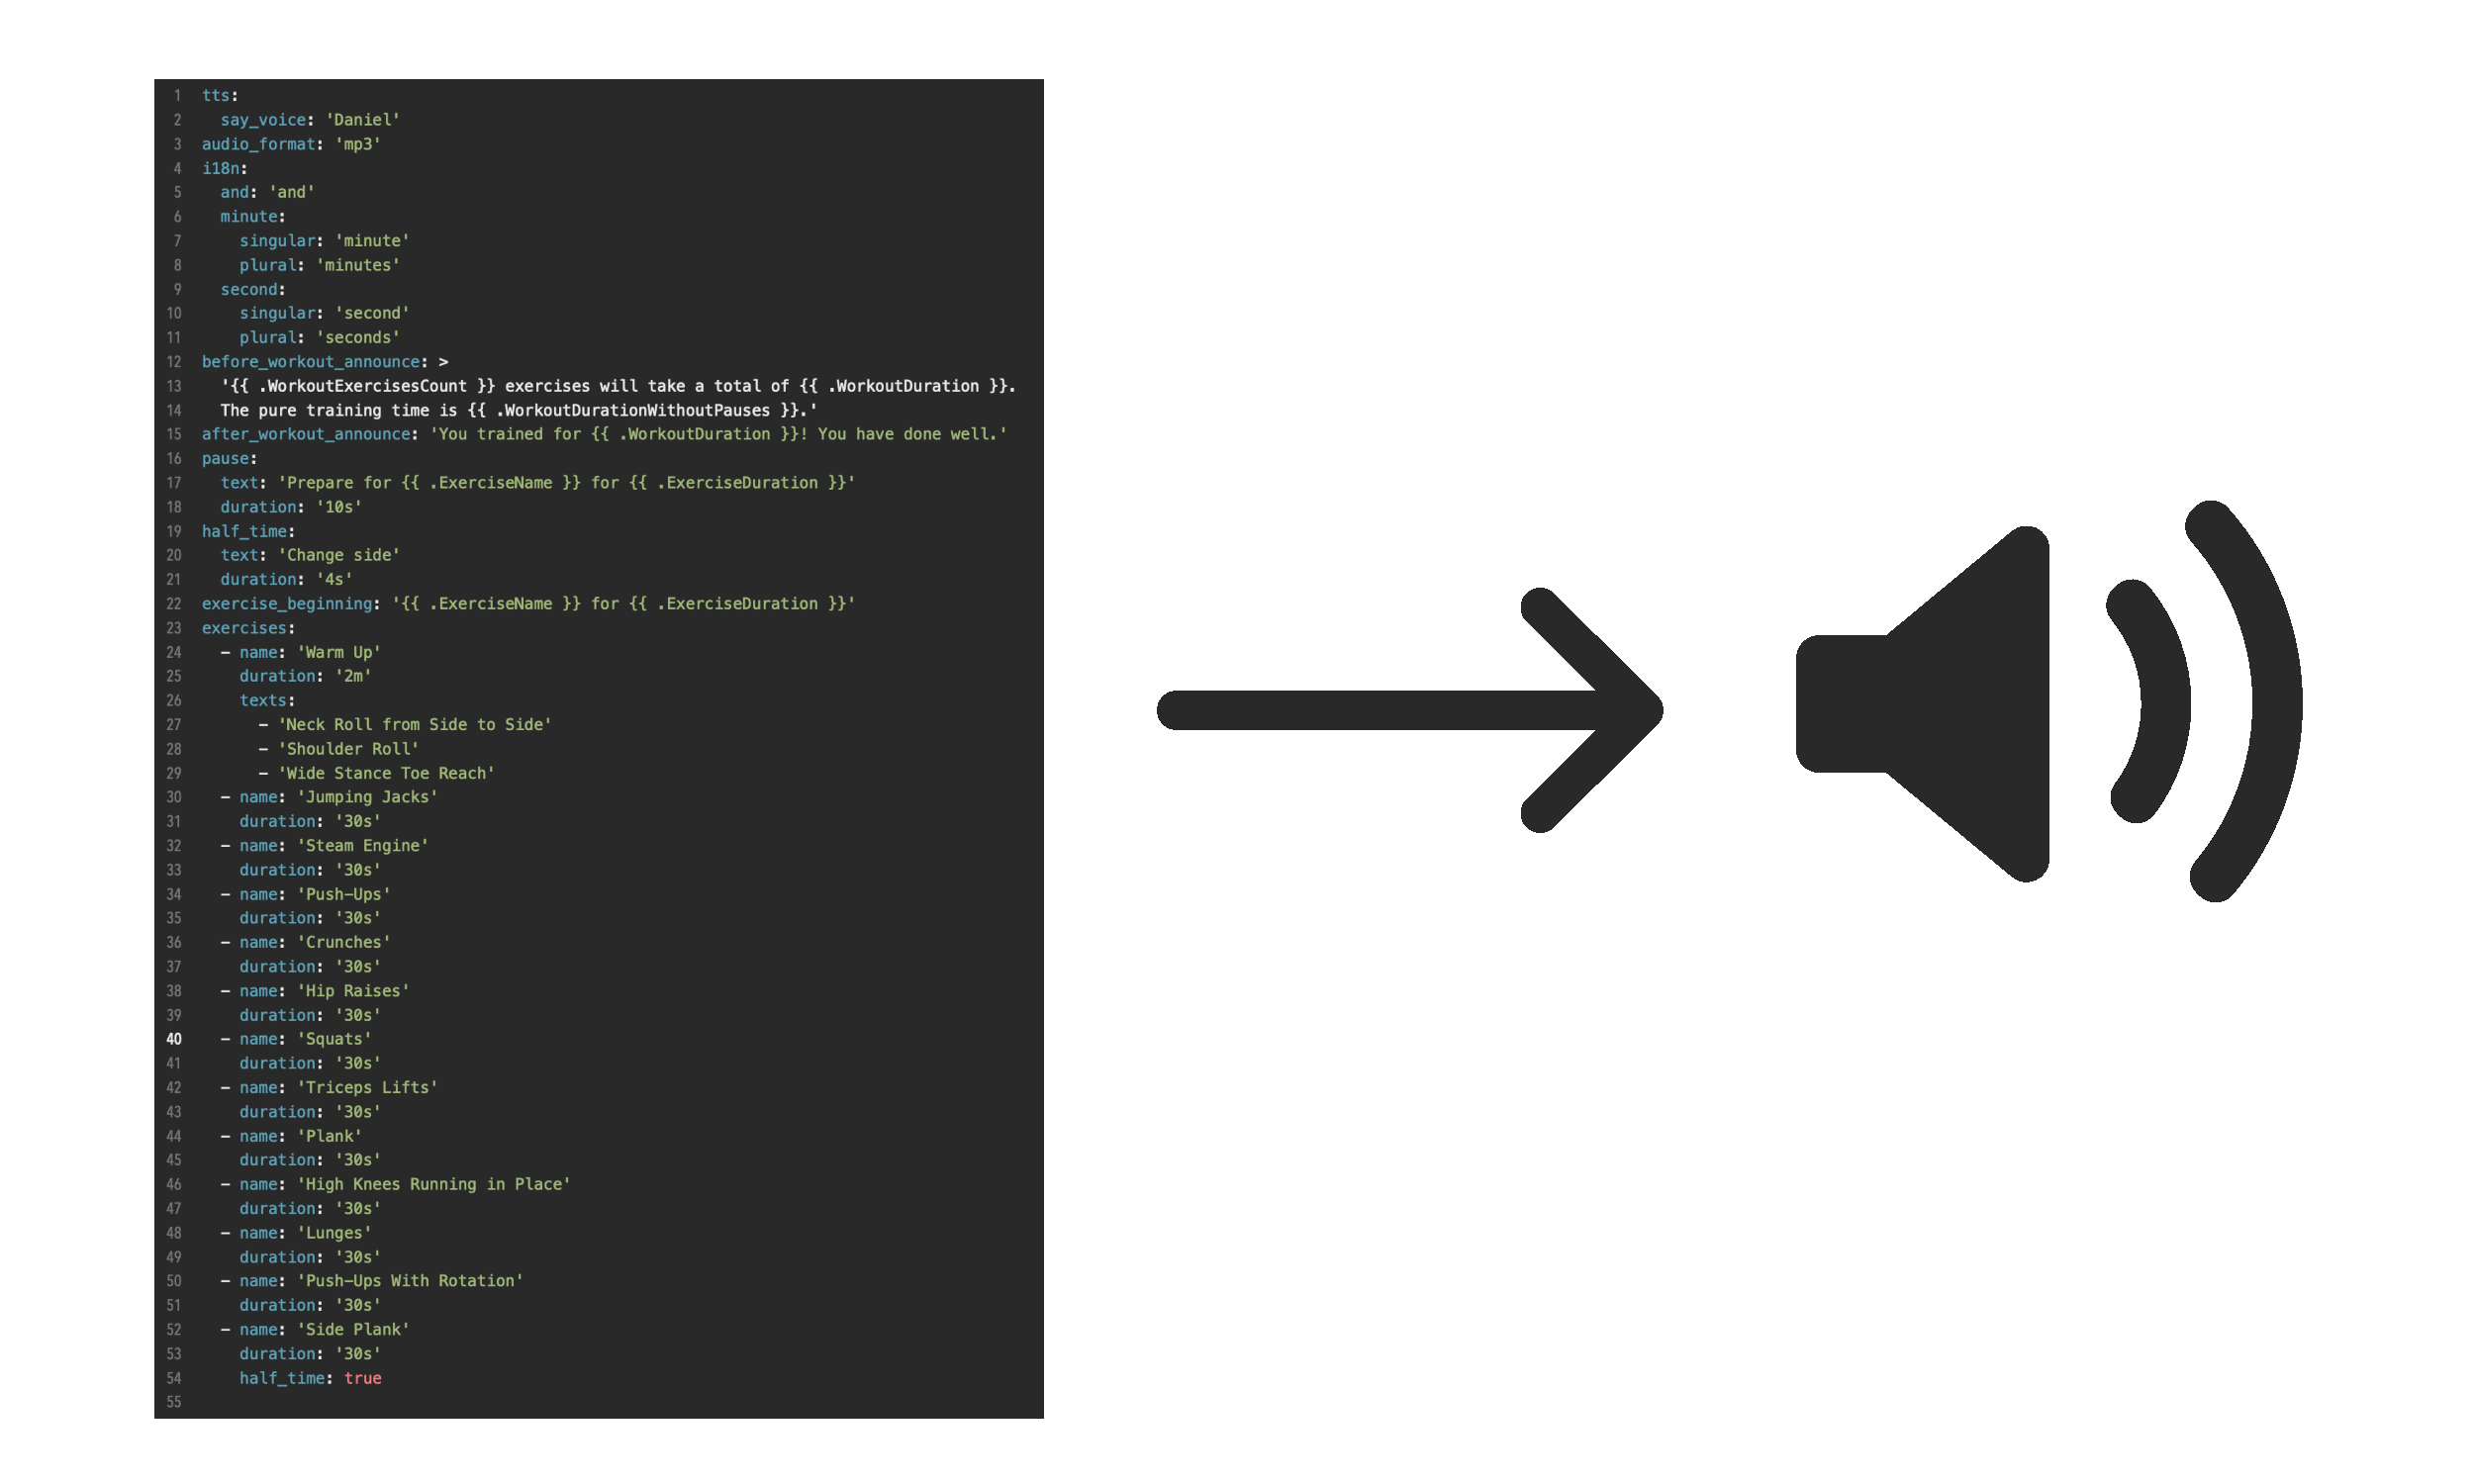 1 tts:
2   say_voice: 'Daniel'
3 audio_format: 'mp3'
4 i18n:
5   and: 'and'
6   minute:
7     singular: 'minute'
8     plural: 'minutes'
9   second:
10     singular: 'second'
11     plural: 'seconds'
12 before_workout_announce: >
13   '{{ .WorkoutExercisesCount }} exercises will take a total of {{ .WorkoutDuration }}.
14   The pure training time is {{ .WorkoutDurationWithoutPauses }}.'
15 after_workout_announce: 'You trained for {{ .WorkoutDuration }}! You have done well.'
16 pause:
17   text: 'Prepare for {{ .ExerciseName }} for {{ .ExerciseDuration }}'
18   duration: '10s'
19 half_time:
20   text: 'Change side'
21   duration: '4s'
22 exercise_beginning: '{{ .ExerciseName }} for {{ .ExerciseDuration }}'
23 exercises:
24   - name: 'Warm Up'
25     duration: '2m'
26     texts:
27       - 'Neck Roll from Side to Side'
28       - 'Shoulder Roll'
29       - 'Wide Stance Toe Reach'
30   - name: 'Jumping Jacks'
31     duration: '30s'
32   - name: 'Steam Engine'
33     duration: '30s'
34   - name: 'Push-Ups'
35     duration: '30s'
36   - name: 'Crunches'
37     duration: '30s'
38   - name: 'Hip Raises'
39     duration: '30s'
40   - name: 'Squats'
41     duration: '30s'
42   - name: 'Triceps Lifts'
43     duration: '30s'
44   - name: 'Plank'
45     duration: '30s'
46   - name: 'High Knees Running in Place'
47     duration: '30s'
48   - name: 'Lunges'
49     duration: '30s'
50   - name: 'Push-Ups With Rotation'
51     duration: '30s'
52   - name: 'Side Plank'
53     duration: '30s'
54     half_time: true
55